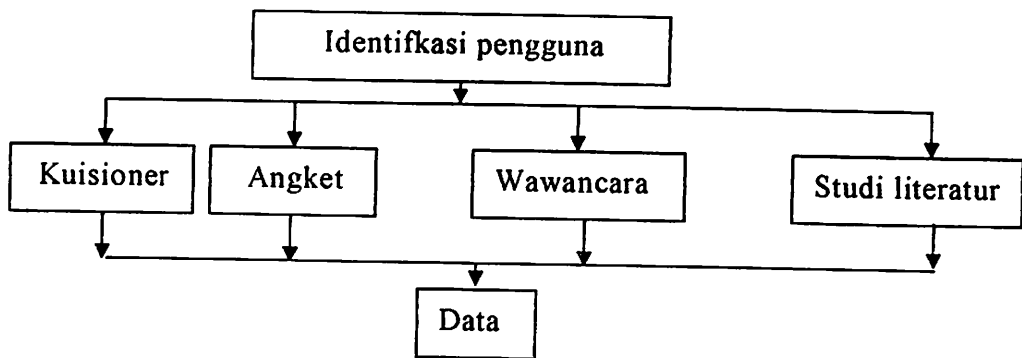 Identifkasi pengguna
Kuisioner
Angket
Wawancara
Studi literatur
Data